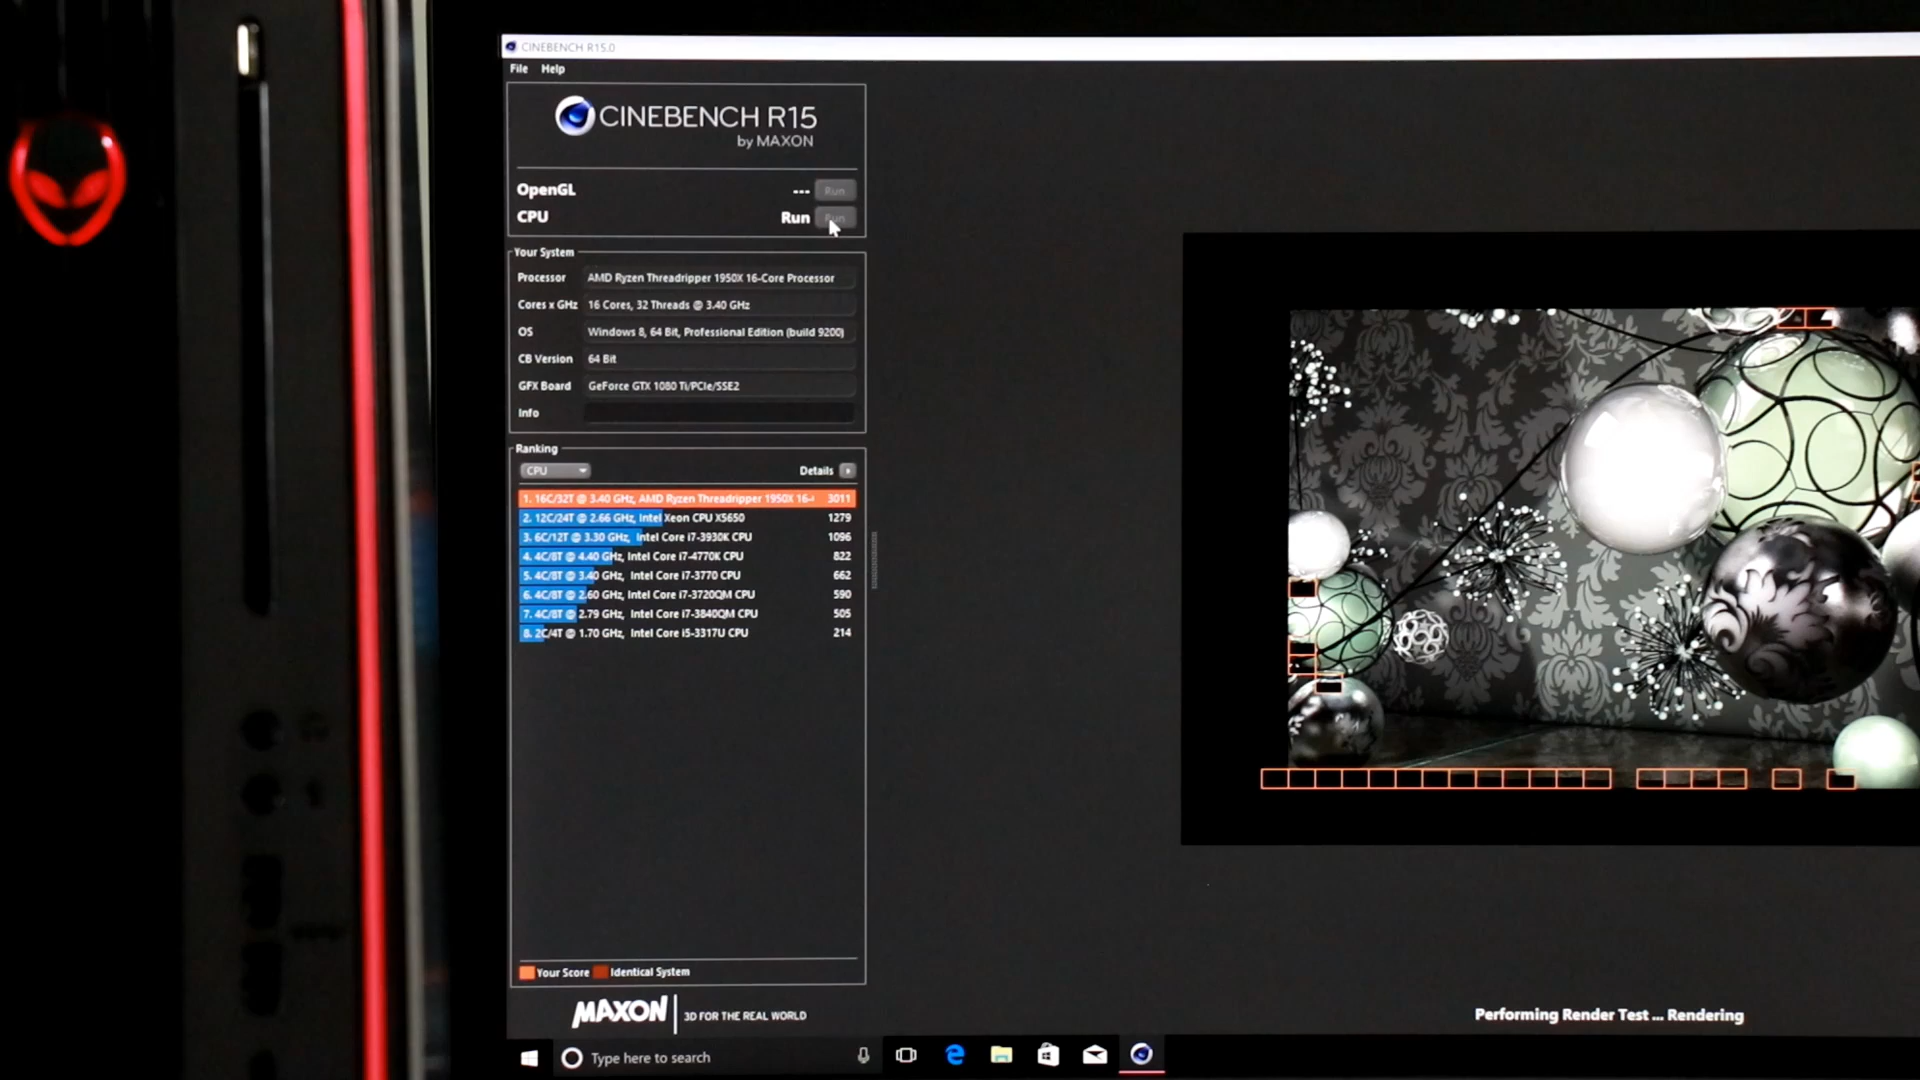 CINEBENCH R15.0
File Help
CINEBENCH R15
by MAXON
OpenGL --- Run
CPU Run Run
Your System
Processor AMD Ryzen Threadripper 1950X 16-Core Processor
Cores x GHz 16 Cores, 32 Threads @ 3.40 GHz
OS Windows 8, 64 Bit, Professional Edition (build 9200)
CB Version 64 Bit
GFX Board GeForce GTX 1080 Ti/PCIe/SSE2
Info
Ranking
CPU Details
1. 16C/32T @ 3.40 GHz, AMD Ryzen Threadripper 1950X 16- 3011
2. 12C/24T @ 2.66 GHz, Intel Xeon CPU X5650 1279
3. 6C/12T @ 3.30 GHz, Intel Core i7-3930K CPU 1096
4. 4C/8T @ 4.40 GHz, Intel Core i7-4770K CPU 822
5. 4C/8T @ 3.40 GHz, Intel Core i7-3770 CPU 662
6. 4C/8T @ 2.60 GHz, Intel Core i7-3720QM CPU 590
7. 4C/8T @ 2.79 GHz, Intel Core i7-3840QM CPU 505
8. 2C/4T @ 1.70 GHz, Intel Core i5-3317U CPU 214
Your Score Identical System
MAXON 3D FOR THE REAL WORLD
Performing Render Test ... Rendering
Type here to search